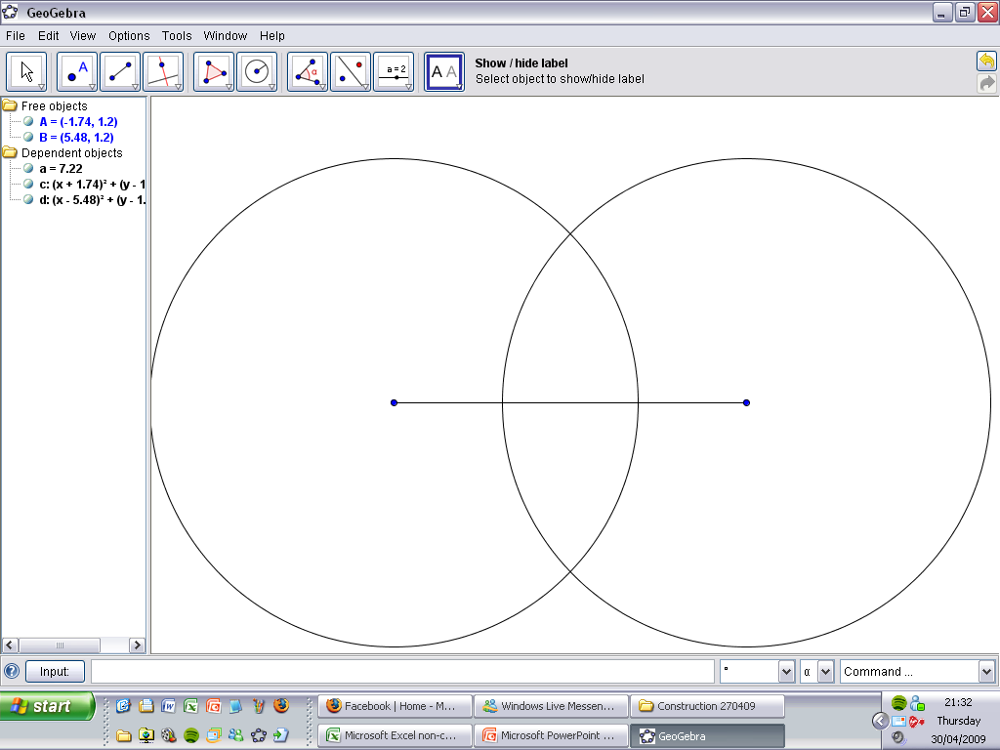 GeoGebra
File Edit View Options Tools Window Help
A
α
a = 2
A A
Show / hide label
Select object to show/hide label
Free objects
A = (-1.74, 1.2)
B = (5.48, 1.2)
Dependent objects
a = 7.22
c: (x + 1.74)² + (y - 1
d: (x - 5.48)² + (y - 1.
Input:
°
α
Command ...
start
Facebook | Home - M...
Windows Live Messen...
Construction 270409
21:32
Thursday
Microsoft Excel non-c...
Microsoft PowerPoint ...
GeoGebra
30/04/2009